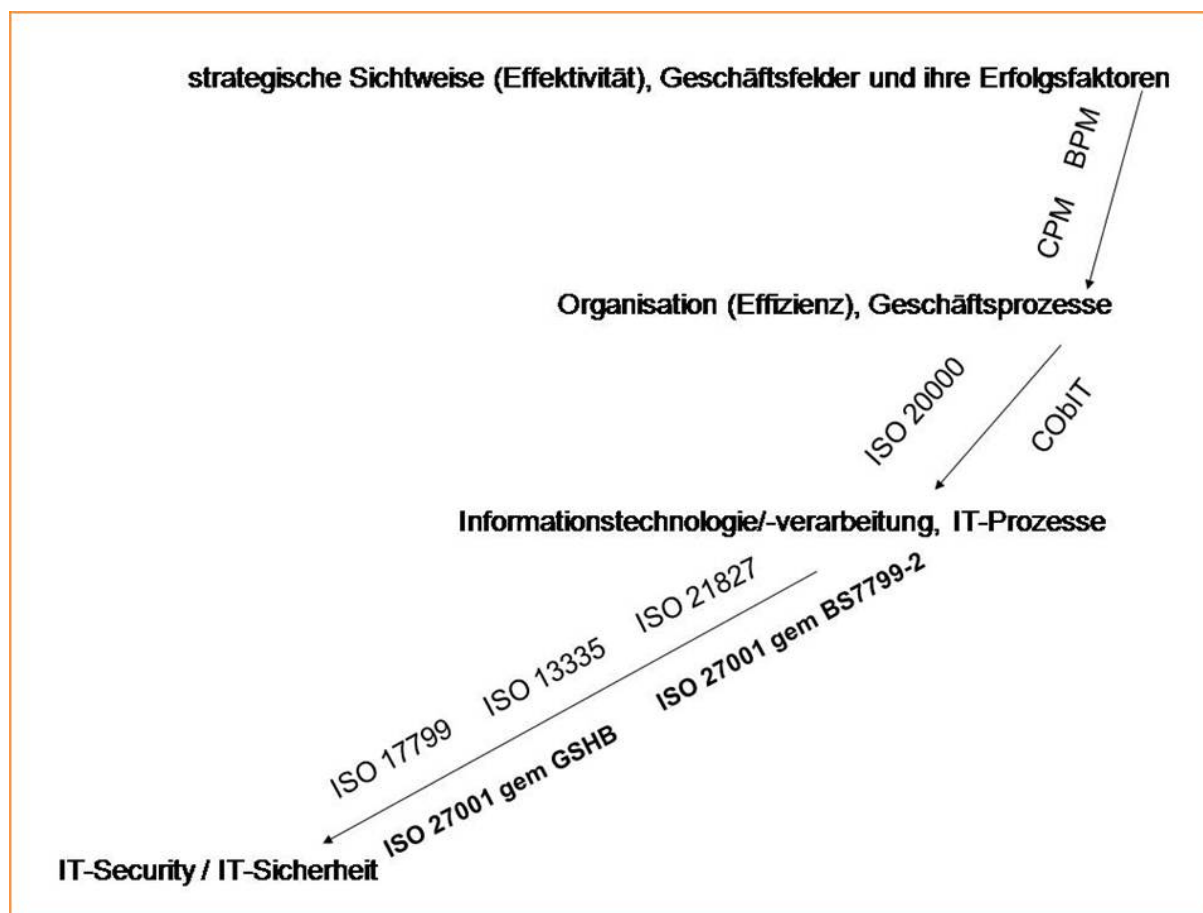 strategische Sichtweise (Effektivität), Geschäftsfelder und ihre Erfolgsfaktoren
CPM BPM
Organisation (Effizienz), Geschäftsprozesse
ISO 20000
CObIT
Informationstechnologie/-verarbeitung, IT-Prozesse
ISO 17799 ISO 13335 ISO 21827
ISO 27001 gem GSHB ISO 27001 gem BS7799-2
IT-Security / IT-Sicherheit